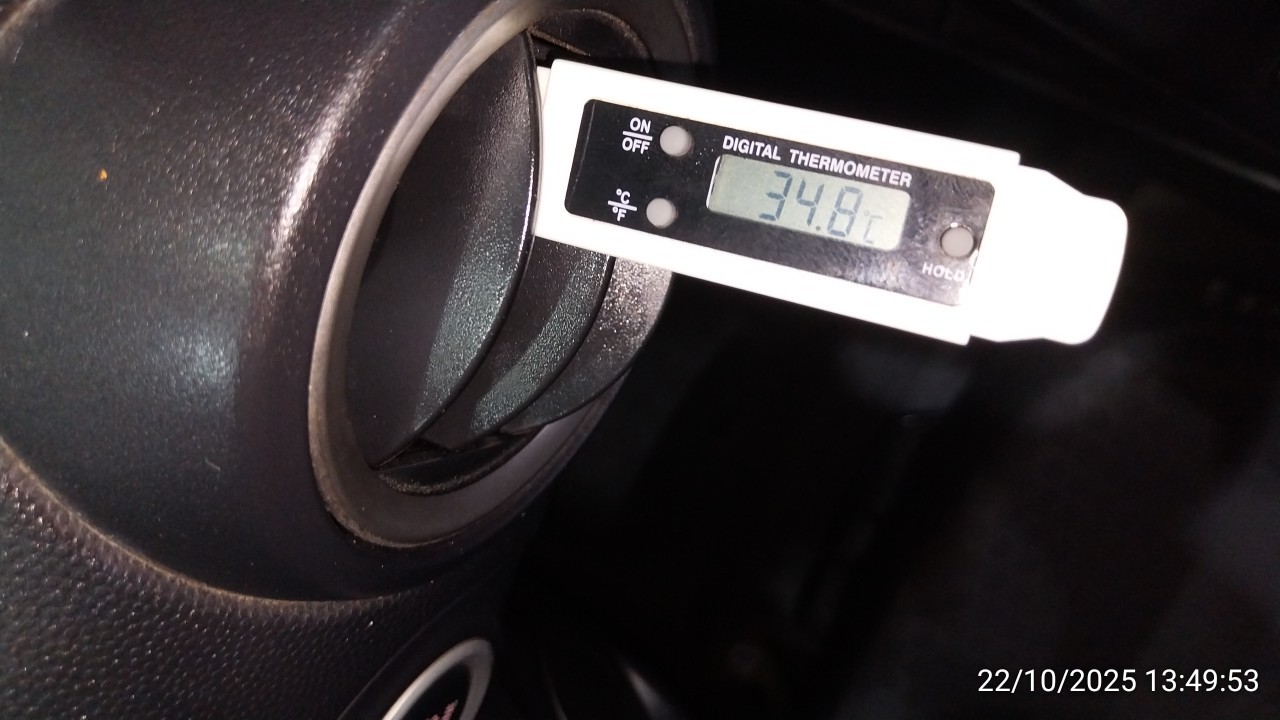 ON
OFF
°C
°F
DIGITAL THERMOMETER
34.8°C
HOLD
22/10/2025 13:49:53